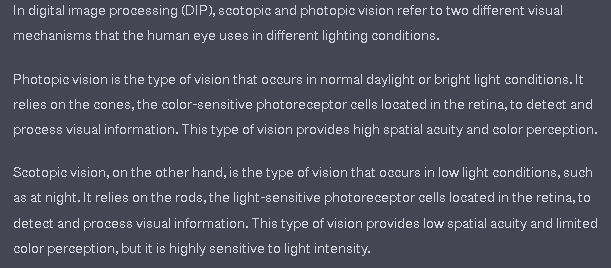 In digital image processing (DIP), scotopic and photopic vision refer to two different visual
mechanisms that the human eye uses in different lighting conditions.
Photopic vision is the type of vision that occurs in normal daylight or bright light conditions. It
relies on the cones, the color-sensitive photoreceptor cells located in the retina, to detect and
process visual information. This type of vision provides high spatial acuity and color perception.
Scotopic vision, on the other hand, is the type of vision that occurs in low light conditions, such
as at night. It relies on the rods, the light-sensitive photoreceptor cells located in the retina, to
detect and process visual information. This type of vision provides low spatial acuity and limited
color perception, but it is highly sensitive to light intensity.